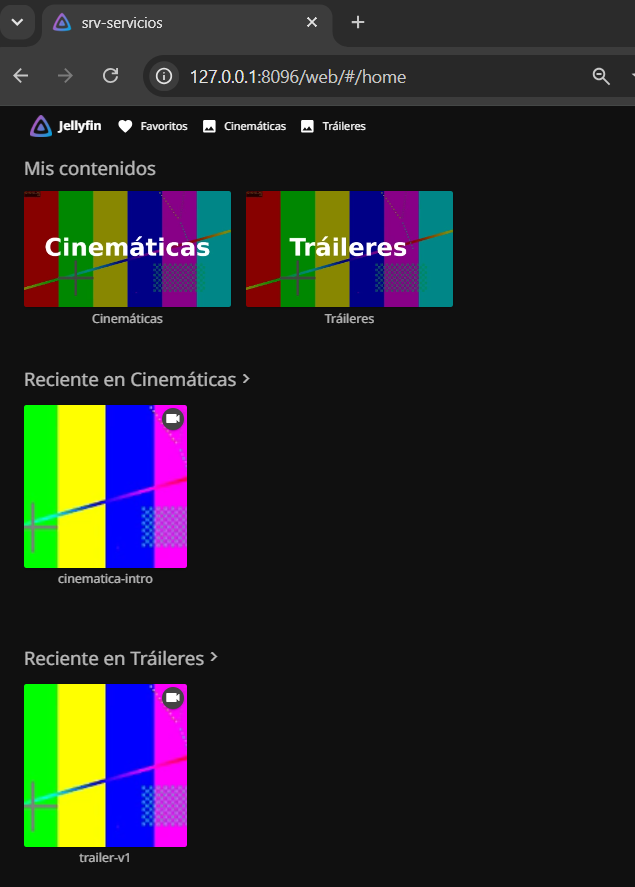 srv-servicios
127.0.0.1:8096/web/#/home
Jellyfin Favoritos Cinemáticas Tráileres
Mis contenidos
Cinemáticas Tráileres
Cinemáticas Tráileres
Reciente en Cinemáticas
cinematica-intro
Reciente en Tráileres
trailer-v1